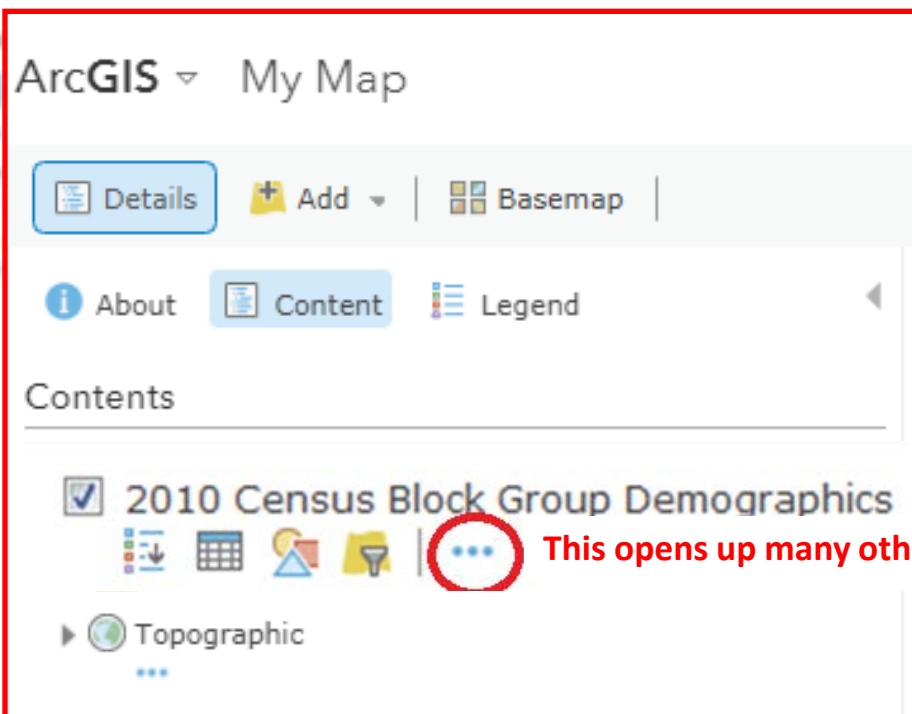 ArcGIS My Map
Details Add Basemap
About Content Legend
Contents
2010 Census Block Group Demographics
This opens up many oth
Topographic